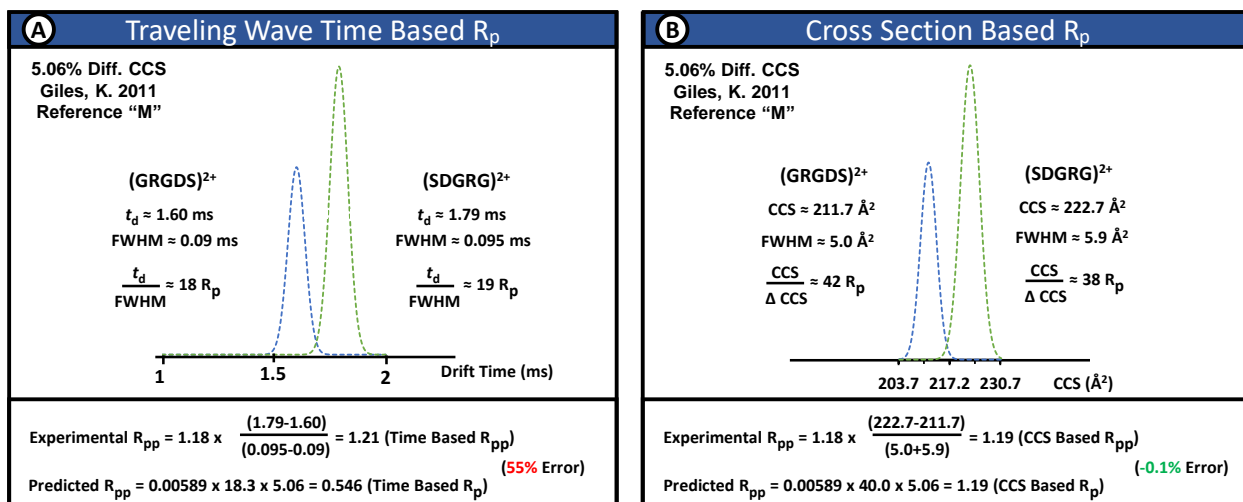 A Traveling Wave Time Based Rp
5.06% Diff. CCS
Giles, K. 2011
Reference “M”
(GRGDS)²⁺
td ≈ 1.60 ms
FWHM ≈ 0.09 ms
td
FWHM ≈ 18 Rp
(SDGRG)²⁺
td ≈ 1.79 ms
FWHM ≈ 0.095 ms
td
FWHM ≈ 19 Rp
1 1.5 2 Drift Time (ms)
Experimental Rpp = 1.18 x (1.79-1.60)
(0.095-0.09) = 1.21 (Time Based Rpp)
(55% Error)
Predicted Rpp = 0.00589 x 18.3 x 5.06 = 0.546 (Time Based Rp)
B Cross Section Based Rp
5.06% Diff. CCS
Giles, K. 2011
Reference “M”
(GRGDS)²⁺
CCS ≈ 211.7 Å²
FWHM ≈ 5.0 Å²
CCS
Δ CCS ≈ 42 Rp
(SDGRG)²⁺
CCS ≈ 222.7 Å²
FWHM ≈ 5.9 Å²
CCS
Δ CCS ≈ 38 Rp
203.7 217.2 230.7 CCS (Å²)
Experimental Rpp = 1.18 x (222.7-211.7)
(5.0+5.9) = 1.19 (CCS Based Rpp)
(-0.1% Error)
Predicted Rpp = 0.00589 x 40.0 x 5.06 = 1.19 (CCS Based Rp)